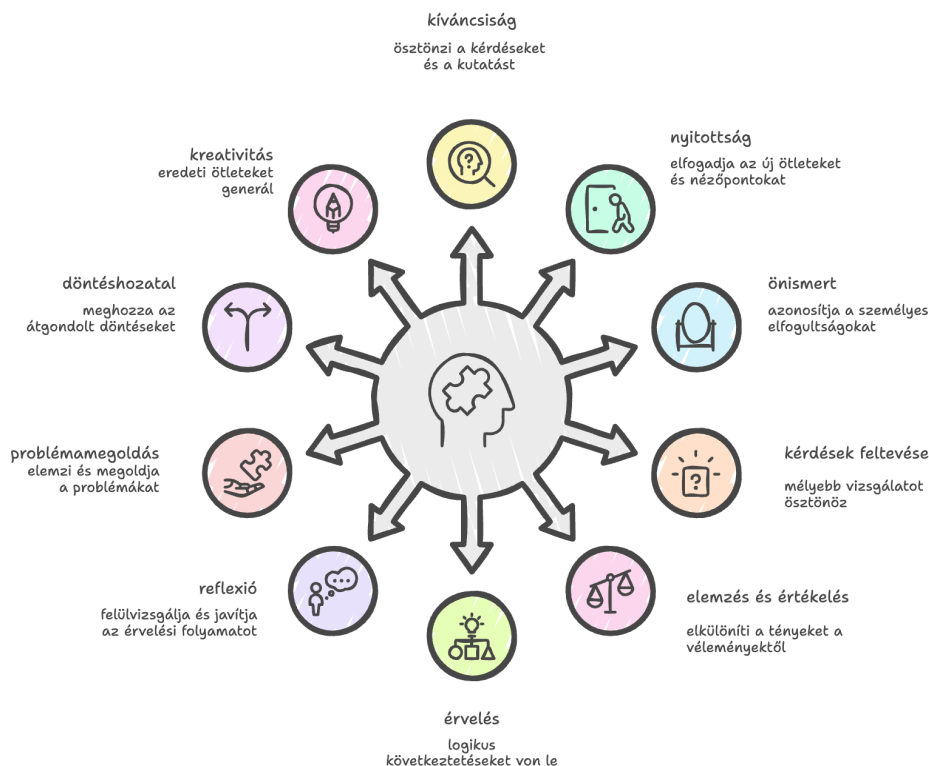 kíváncsiság
ösztönzi a kérdéseket
és a kutatást
nyitottság
elfogadja az új ötleteket
és nézőpontokat
önismert
azonosítja a személyes
elfogultságokat
kérdések feltevése
mélyebb vizsgálatot
ösztönöz
elemzés és értékelés
elkülöníti a tényeket a
véleményektől
érvelés
logikus
következtetéseket von le
reflexió
felülvizsgálja és javítja
az érvelési folyamatot
problémamegoldás
elemzi és megoldja
a problémákat
döntéshozatal
meghozza az
átgondolt döntéseket
kreativitás
eredeti ötleteket
generál
?
?